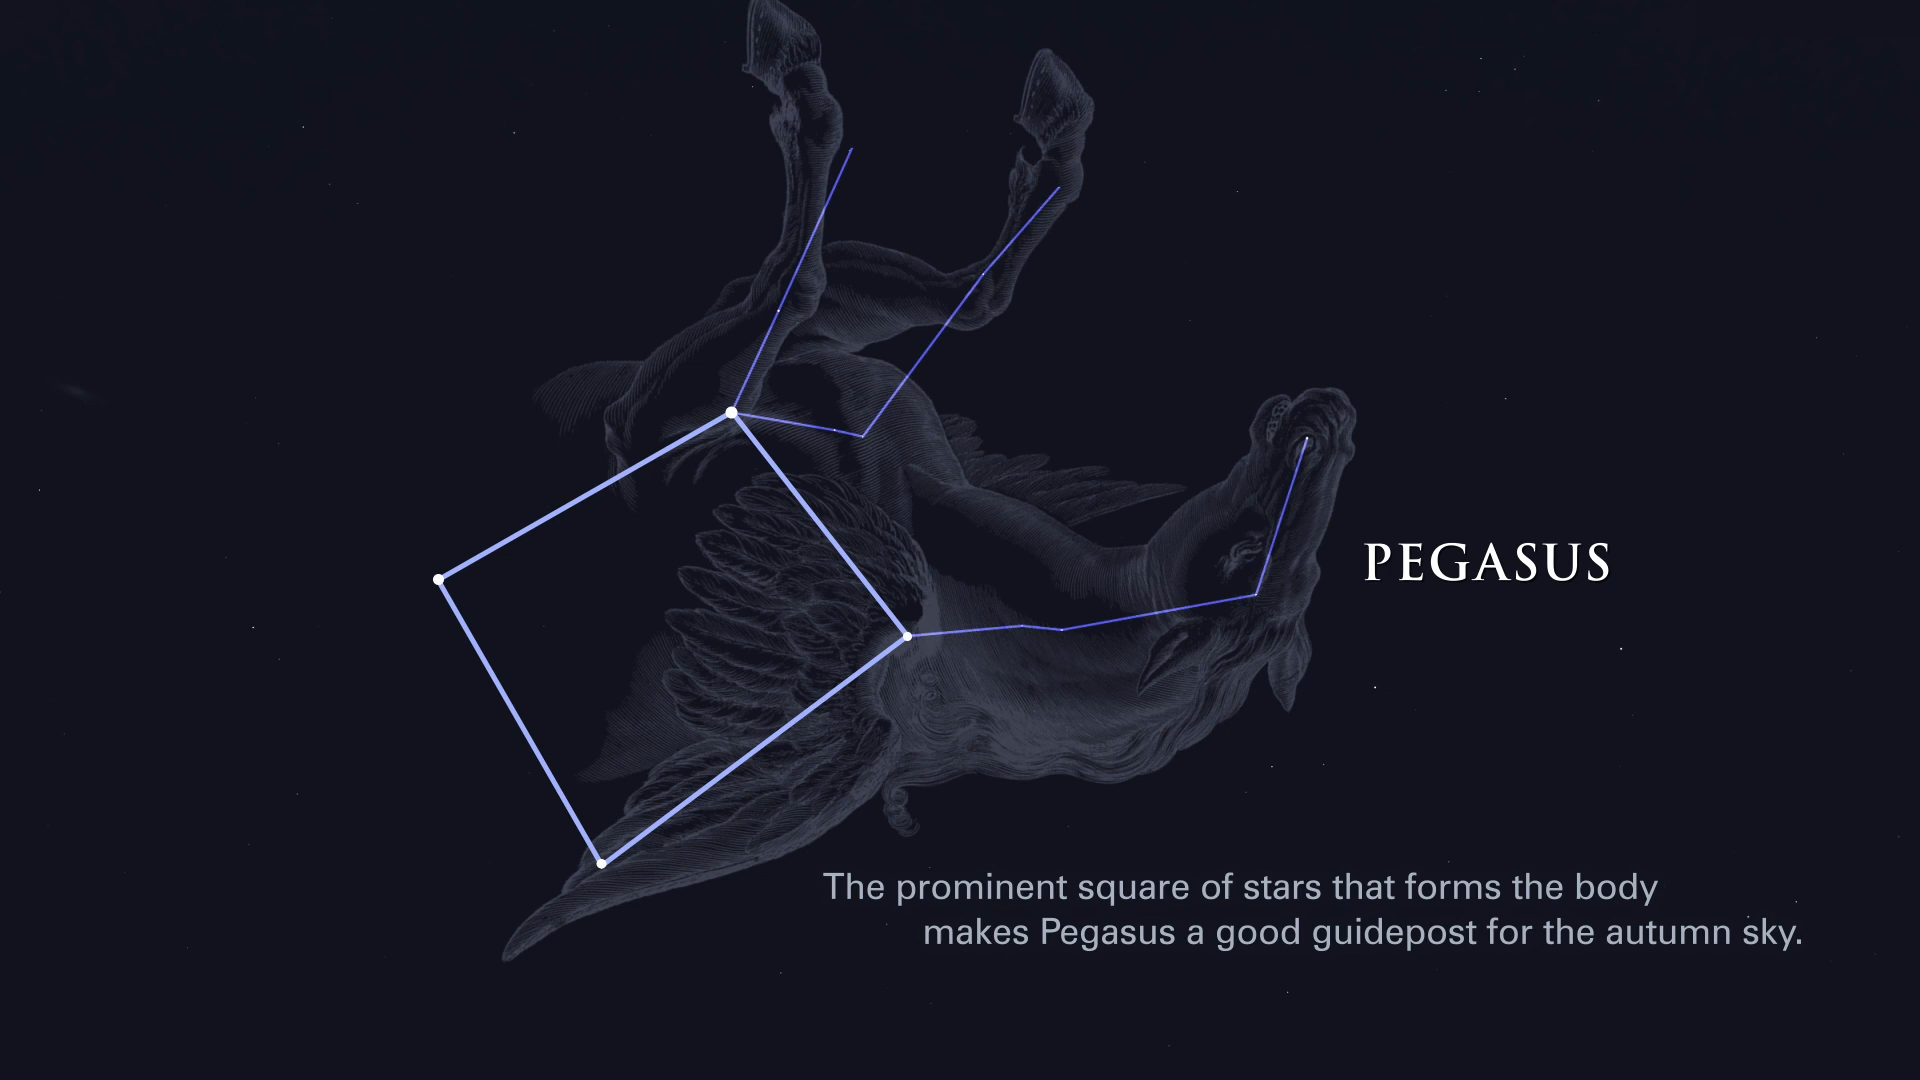 PEGASUS
The prominent square of stars that forms the body
makes Pegasus a good guidepost for the autumn sky.